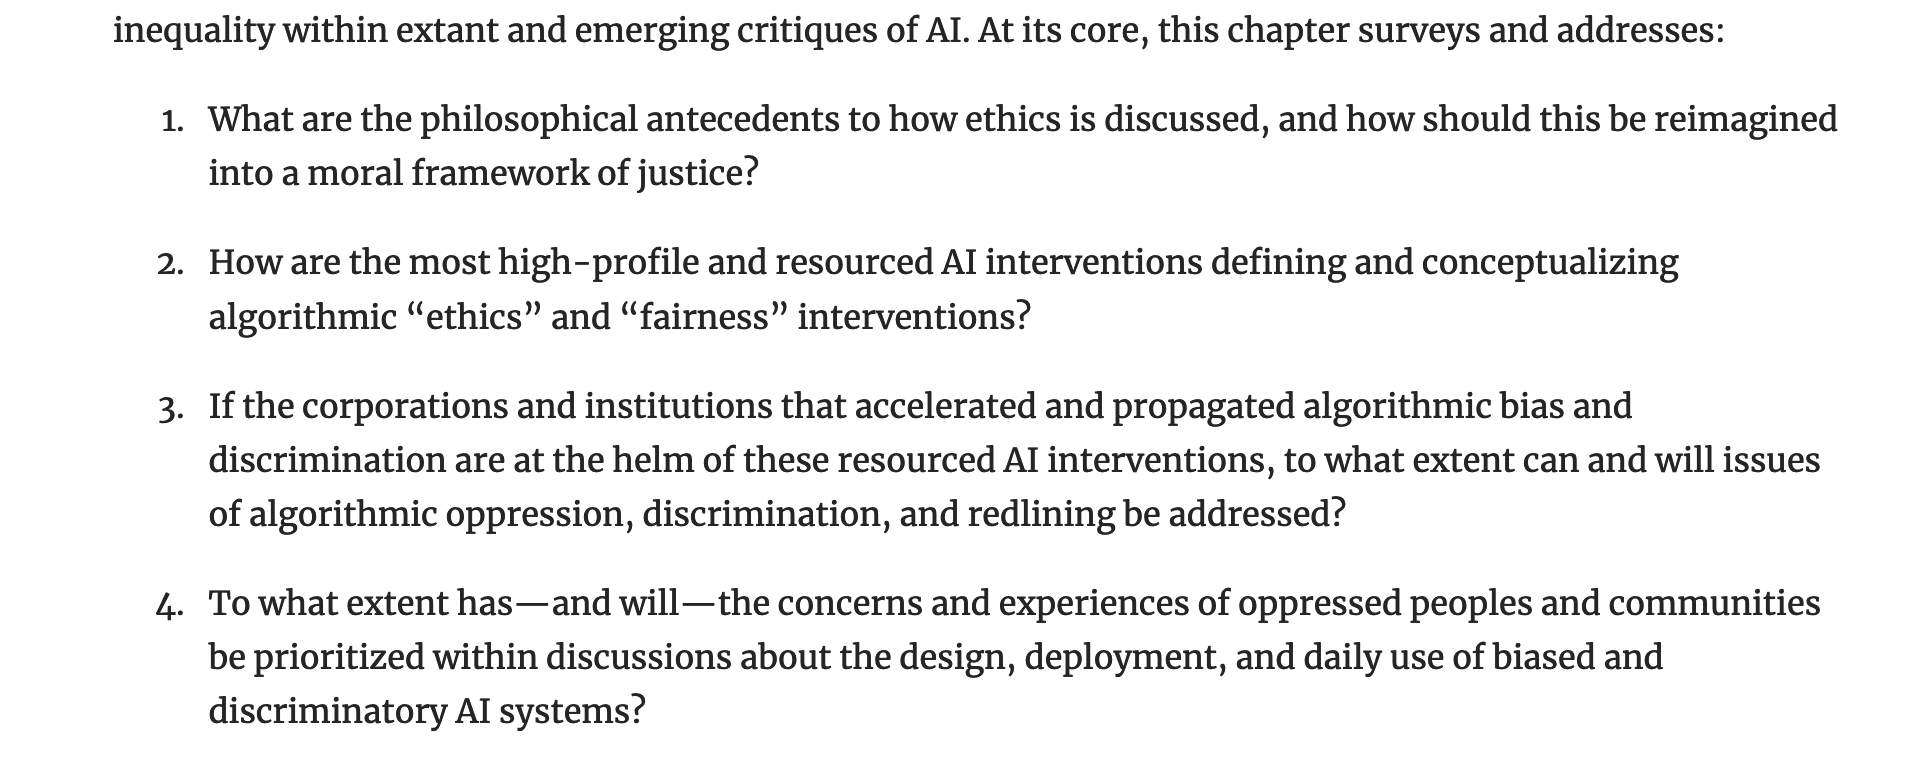 inequality within extant and emerging critiques of AI. At its core, this chapter surveys and addresses:
1. What are the philosophical antecedents to how ethics is discussed, and how should this be reimagined
into a moral framework of justice?
2. How are the most high-profile and resourced AI interventions defining and conceptualizing
algorithmic “ethics” and “fairness” interventions?
3. If the corporations and institutions that accelerated and propagated algorithmic bias and
discrimination are at the helm of these resourced AI interventions, to what extent can and will issues
of algorithmic oppression, discrimination, and redlining be addressed?
4. To what extent has—and will—the concerns and experiences of oppressed peoples and communities
be prioritized within discussions about the design, deployment, and daily use of biased and
discriminatory AI systems?